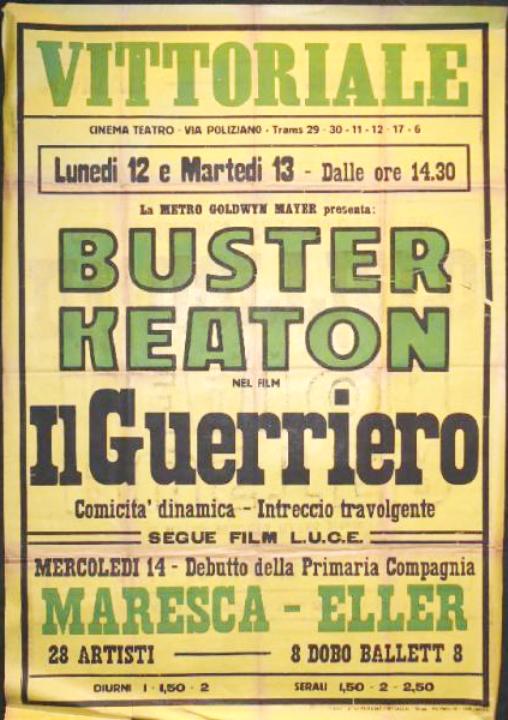 VITTORIALE
CINEMA TEATRO - VIA POLIZIANO - Trams 29 - 30 - 11 - 12 - 17 - 6
Lunedi 12 e Martedi 13 - Dalle ore 14.30
La METRO GOLDWYN MAYER presenta:
BUSTER
KEATON
NEL FILM
Il Guerriero
Comicita' dinamica - Intreccio travolgente
SEGUE FILM L.U.C.E.
MERCOLEDI 14 - Debutto della Primaria Compagnia
MARESCA - ELLER
28 ARTISTI — 8 DOBO BALLETT 8
DIURNI 1 - 1,50 - 2 SERALI 1,50 - 2 - 2,50